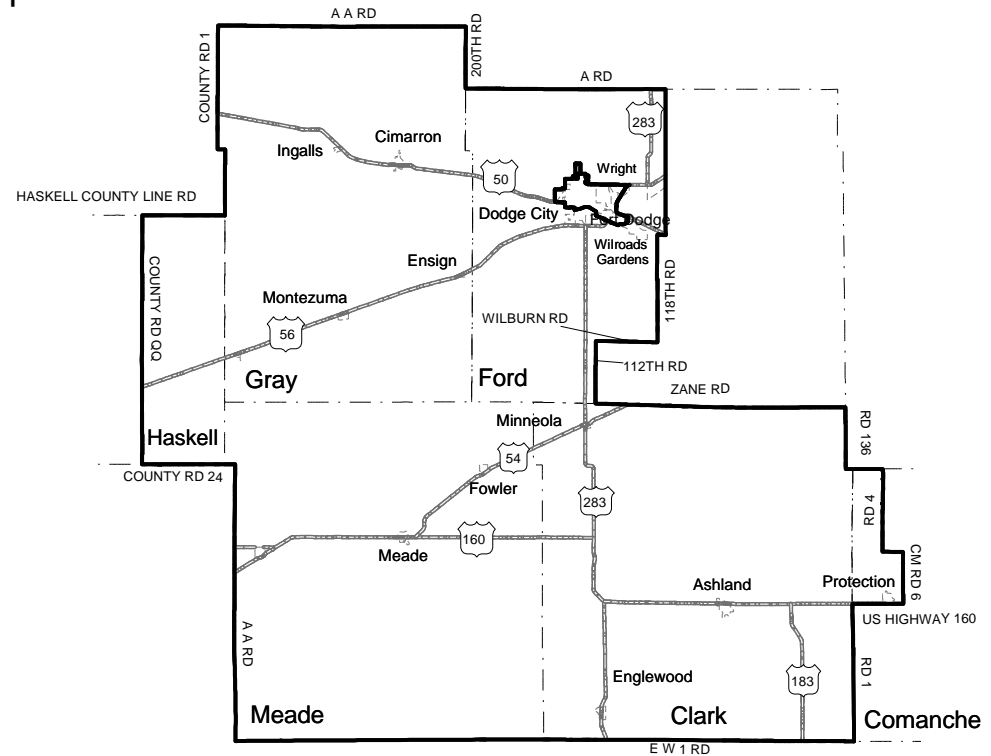 A A RD
COUNTY RD 1
200TH RD
A RD
283
Cimarron
Ingalls
50
Wright
HASKELL COUNTY LINE RD
Dodge City
Fort Dodge
Wilroads
Gardens
Ensign
COUNTY RD QQ
Montezuma
118TH RD
WILBURN RD
56
112TH RD
Gray
Ford
ZANE RD
Minneola
RD 136
Haskell
54
COUNTY RD 24
Fowler
283
RD 4
160
Meade
CM RD 6
Ashland
Protection
US HIGHWAY 160
A A RD
RD 1
Englewood
183
Meade
Clark
Comanche
E W 1 RD